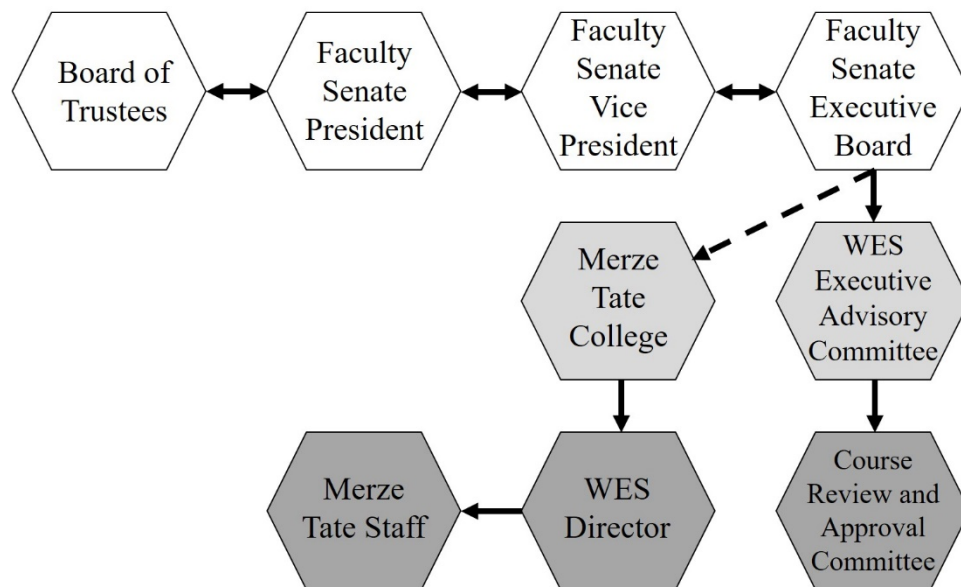 Board of
Trustees
Faculty
Senate
President
Faculty
Senate
Vice
President
Faculty
Senate
Executive
Board
Merze
Tate
College
WES
Executive
Advisory
Committee
Merze
Tate Staff
WES
Director
Course
Review and
Approval
Committee